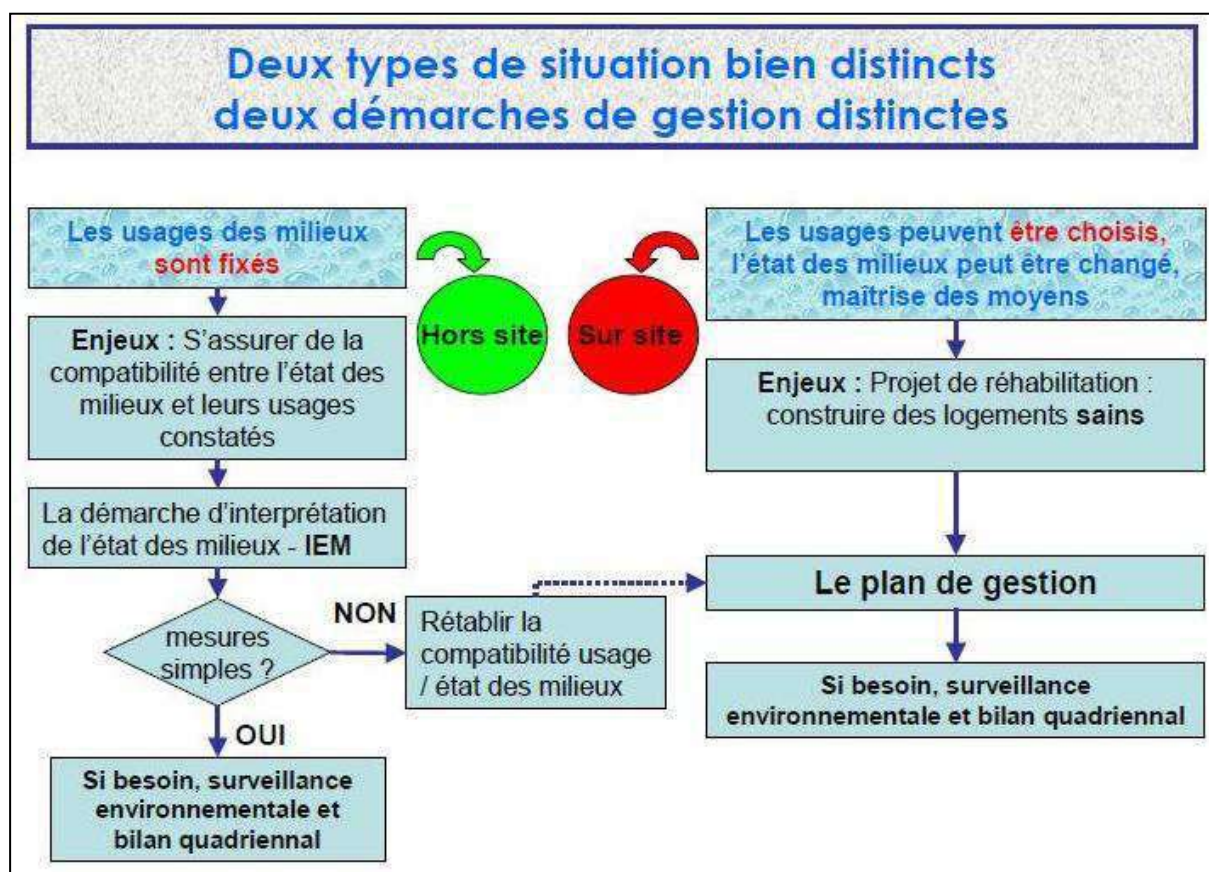 Deux types de situation bien distincts
deux démarches de gestion distinctes
Les usages des milieux
sont fixés
Hors site
Sur site
Les usages peuvent être choisis,
l'état des milieux peut être changé,
maîtrise des moyens
Enjeux : S'assurer de la
compatibilité entre l'état des
milieux et leurs usages
constatés
Enjeux : Projet de réhabilitation :
construire des logements sains
La démarche d'interprétation
de l'état des milieux - IEM
mesures
simples ?
NON
Rétablir la
compatibilité usage
/ état des milieux
Le plan de gestion
Si besoin, surveillance
environnementale et bilan quadriennal
OUI
Si besoin, surveillance
environnementale et
bilan quadriennal